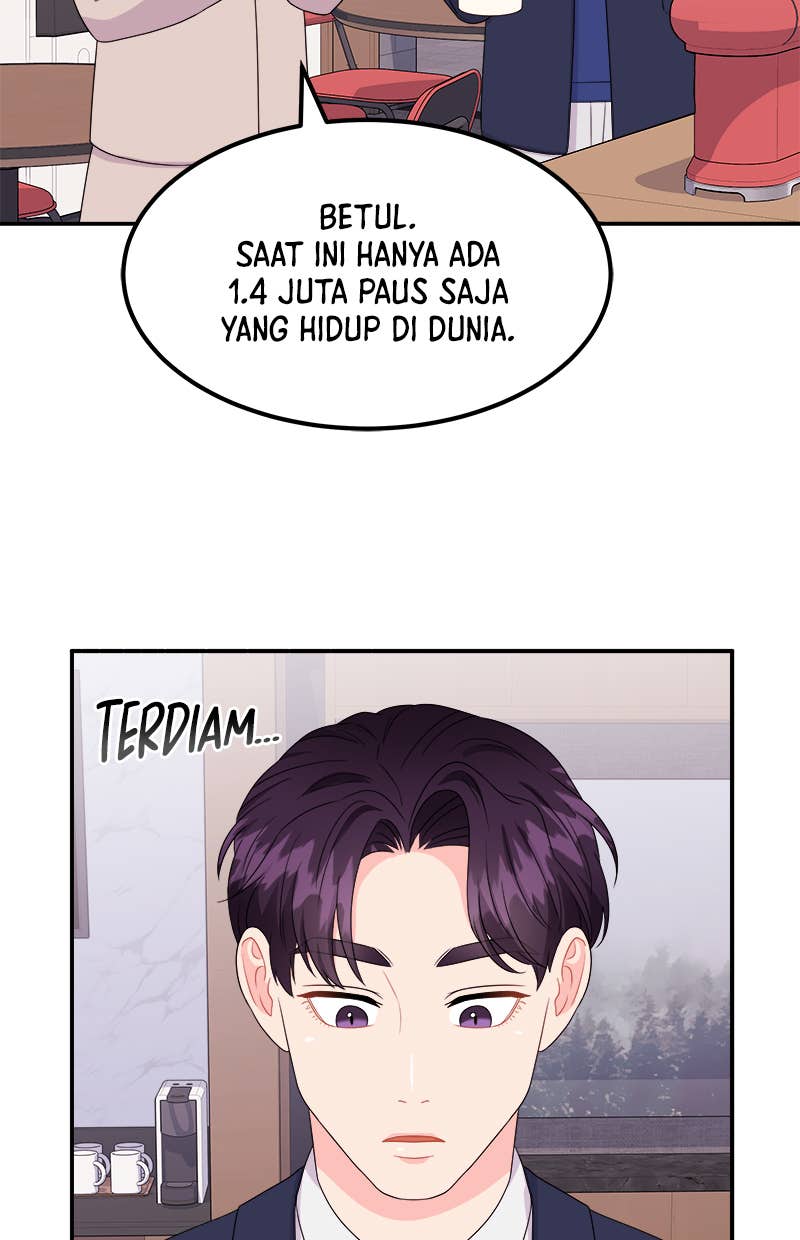 BETUL.
SAAT INI HANYA ADA
1.4 JUTA PAUS SAJA
YANG HIDUP DI DUNIA.
TERDIAM...